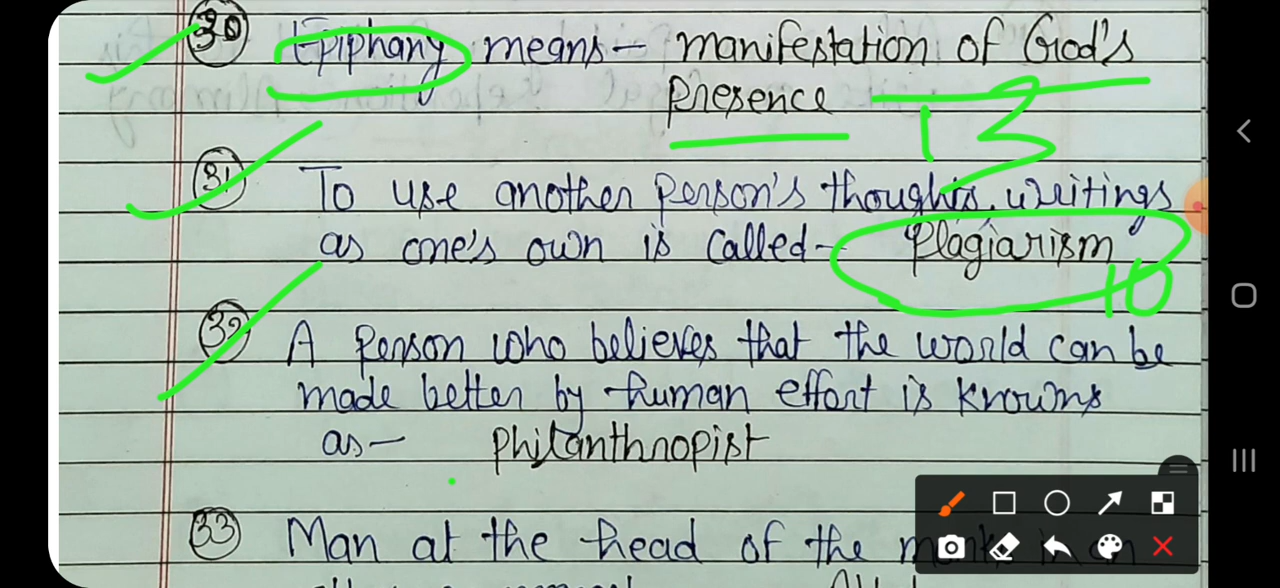 30 Epiphany means— manifestation of God's
Presence
13
31 To use another person's thoughts, writings
as one's own is called— Plagiarism
10
32 A Person who believes that the world can be
made better by human effort is knowns
as— Philanthropist
33 Man at the head of the